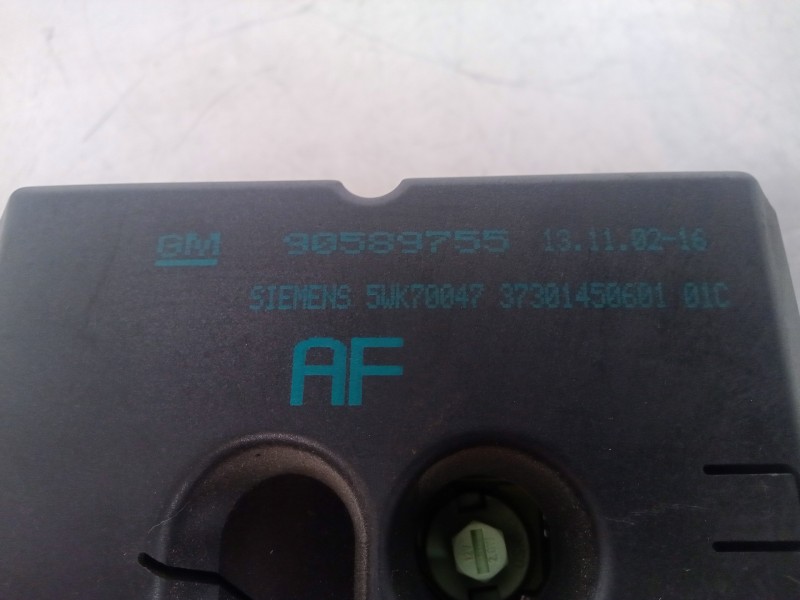 GM 90589755 13.11.02-16
SIEMENS 5WK70047 37301450601 01C
AF